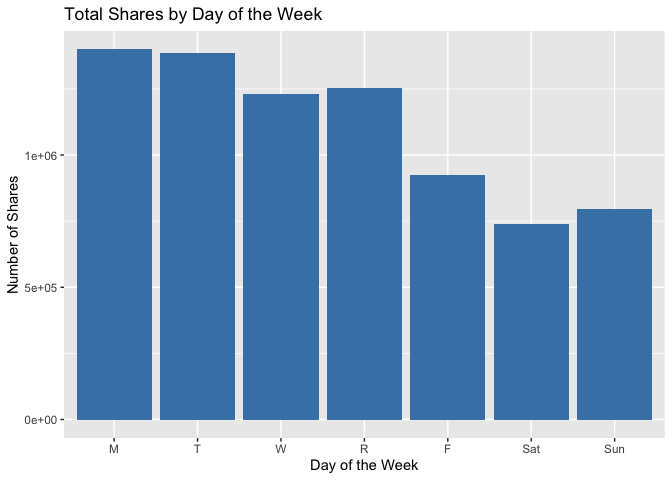 Total Shares by Day of the Week
Number of Shares
1e+06
5e+05
0e+00
M T W R F Sat Sun
Day of the Week